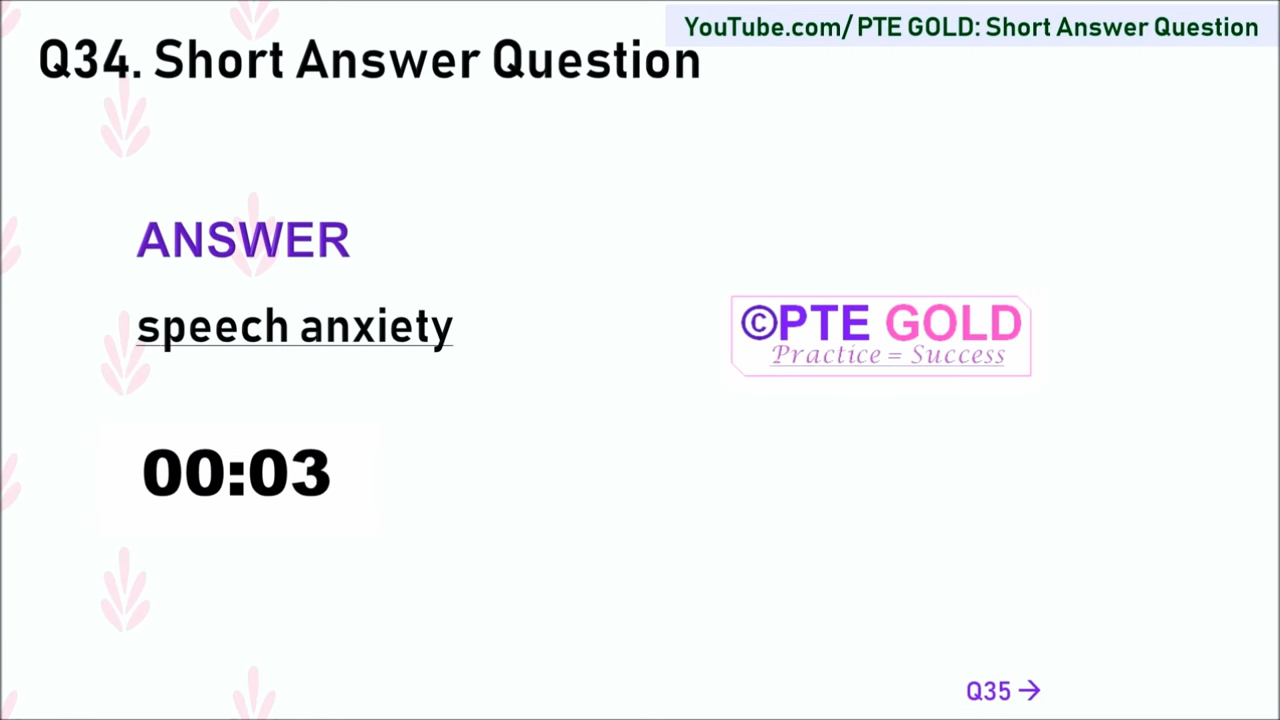 YouTube.com/ PTE GOLD: Short Answer Question
Q34. Short Answer Question
ANSWER
speech anxiety
©PTE GOLD
Practice = Success
00:03
Q35 →